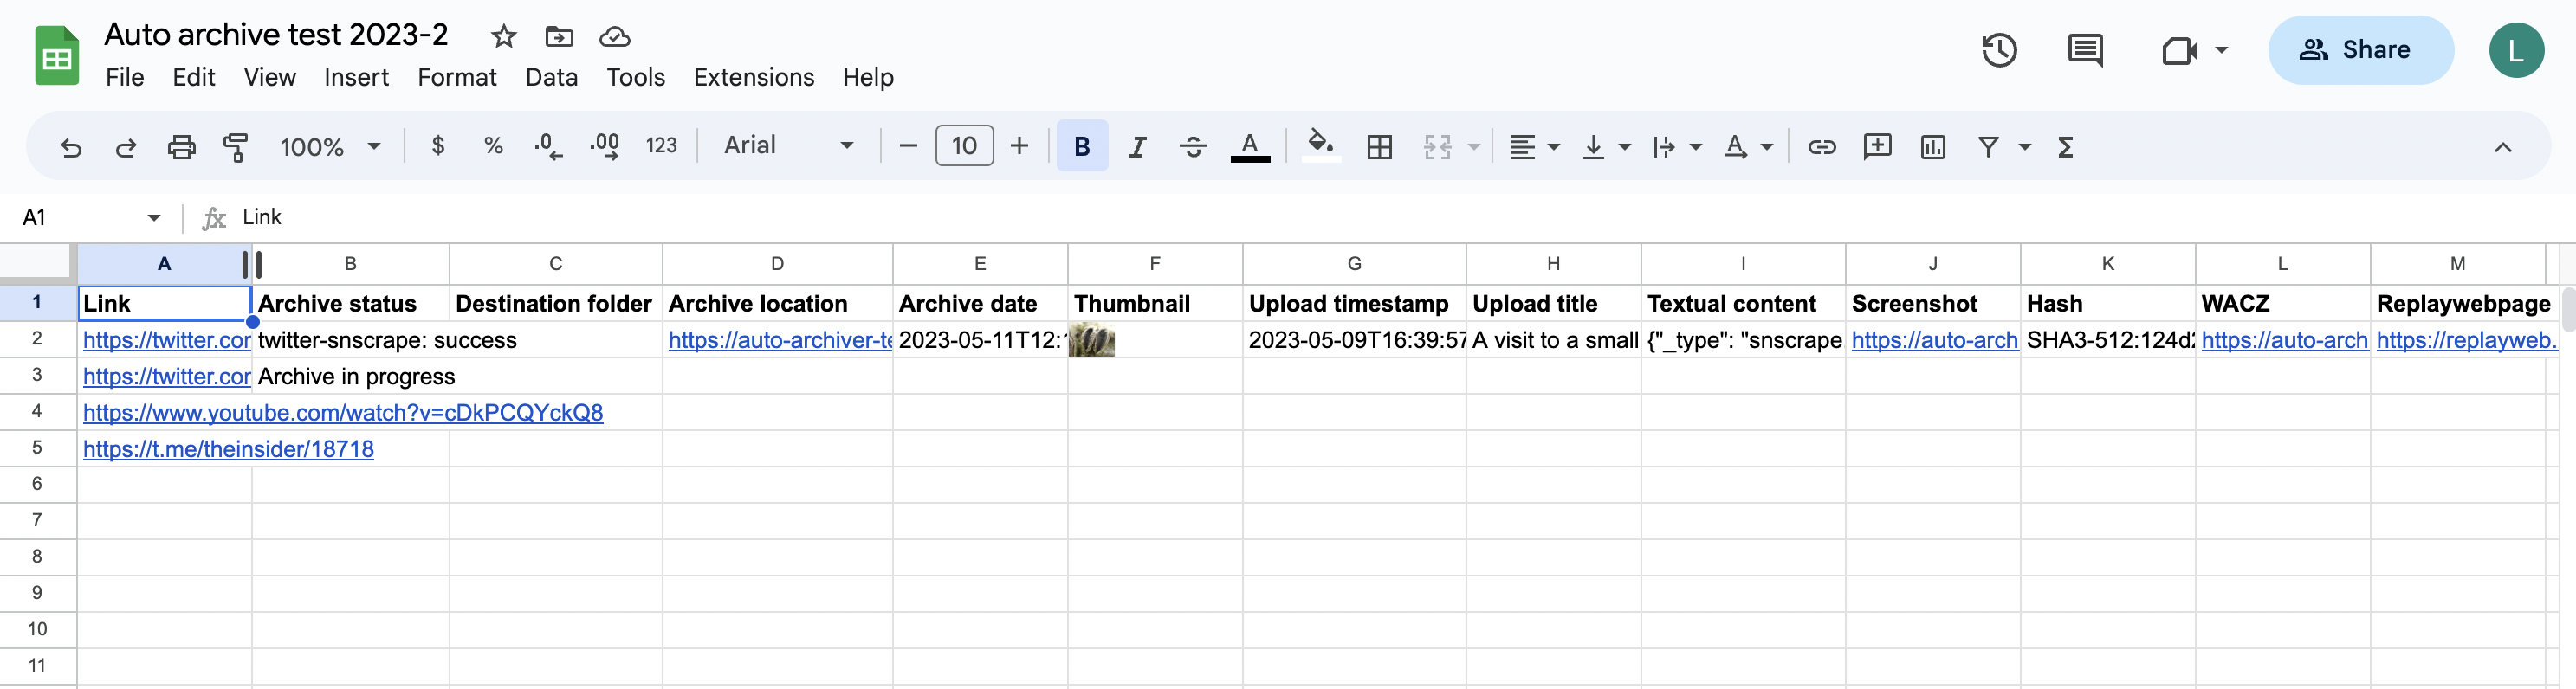 Auto archive test 2023-2
File Edit View Insert Format Data Tools Extensions Help
Share
L
100% $ % .0 .00 123 Arial 10 B I A
A1 fx Link
A B C D E F G H I J K L M
1 Link Archive status Destination folder Archive location Archive date Thumbnail Upload timestamp Upload title Textual content Screenshot Hash WACZ Replaywebpage
2 https://twitter.cor twitter-snscrape: success https://auto-archiver-te 2023-05-11T12: 2023-05-09T16:39:57 A visit to a small {"_type": "snscrape https://auto-arch SHA3-512:124d https://auto-arch https://replayweb.
3 https://twitter.cor Archive in progress
4 https://www.youtube.com/watch?v=cDkPCQYckQ8
5 https://t.me/theinsider/18718
6
7
8
9
10
11